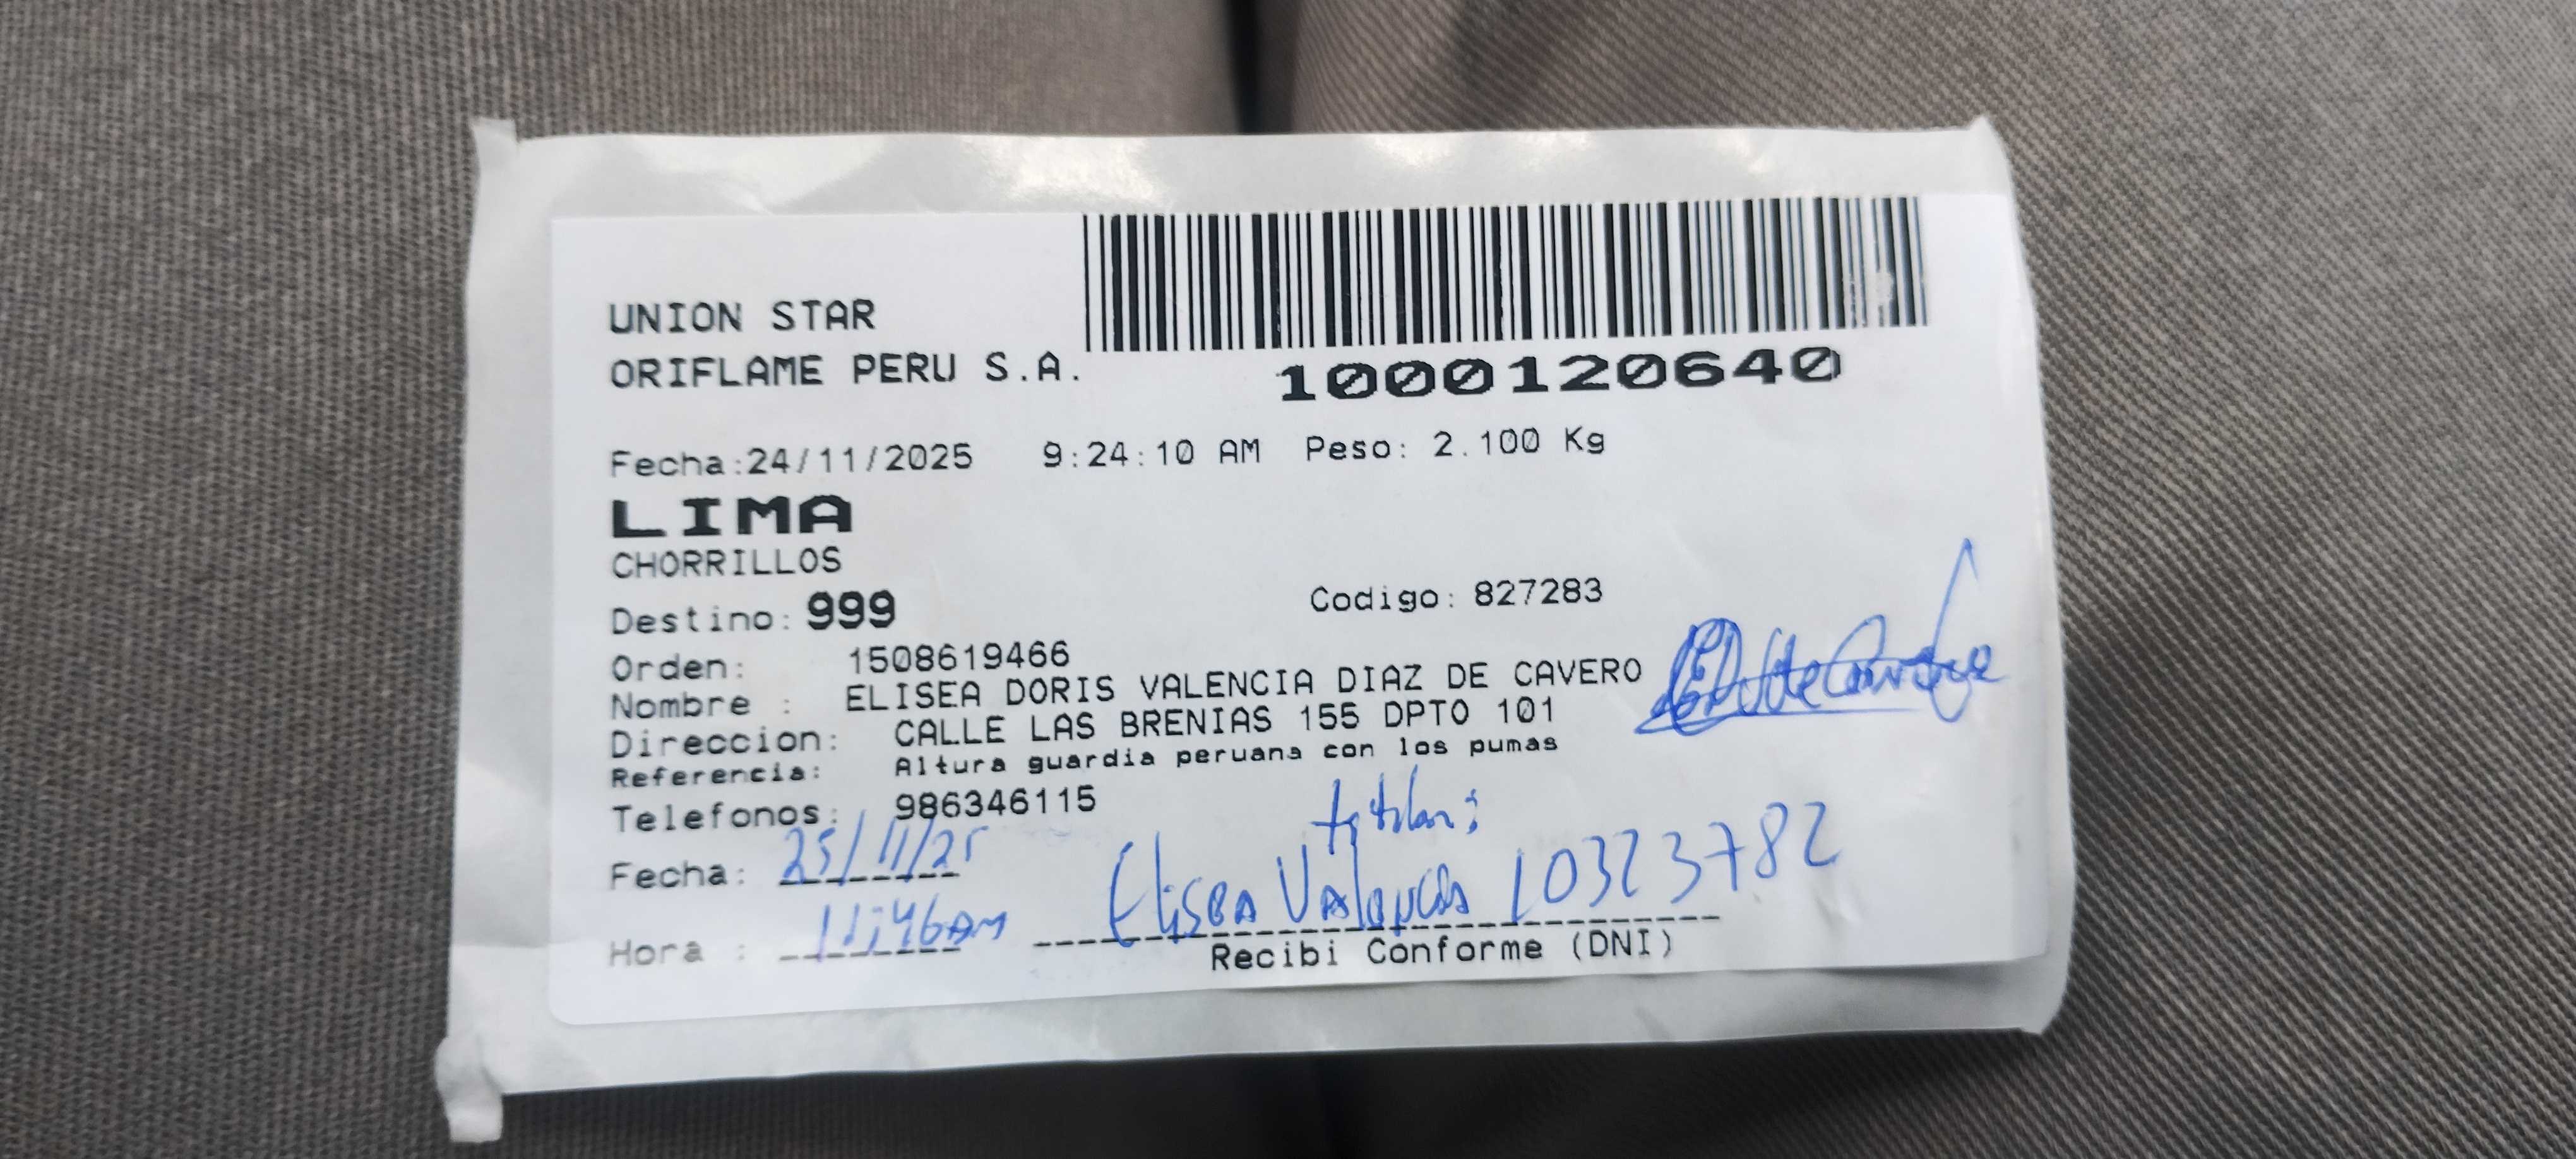 UNION STAR
ORIFLAME PERU S.A.
1000120640
Fecha:24/11/2025 9:24:10 AM Peso: 2.100 Kg
LIMA
CHORRILLOS
Destino: 999 Codigo: 827283
Orden: 1508619466
Nombre : ELISEA DORIS VALENCIA DIAZ DE CAVERO
Direccion: CALLE LAS BRENIAS 155 DPTO 101
Referencia: Altura guardia peruana con los pumas
Telefonos: 986346115
titular:
Fecha: 25/11/25
Elisea Valencia 10323782
Hora : 11:46AM
Recibi Conforme (DNI)